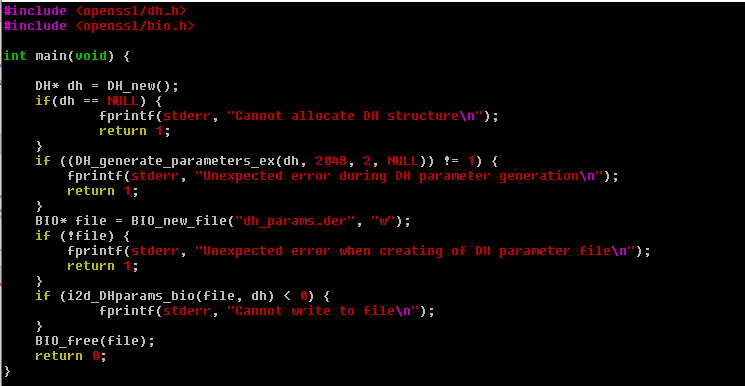 #include <openssl/dh.h>
#include <openssl/bio.h>
int main(void) {
DH* dh = DH_new();
if(dh == NULL) {
fprintf(stderr, "Cannot allocate DH structure\n");
return 1;
}
if ((DH_generate_parameters_ex(dh, 2048, 2, NULL)) != 1) {
fprintf(stderr, "Unexpected error during DH parameter generation\n");
return 1;
}
BIO* file = BIO_new_file("dh_params.der", "w");
if (!file) {
fprintf(stderr, "Unexpected error when creating of DH parameter file\n");
return 1;
}
if (i2d_DHparams_bio(file, dh) < 0) {
fprintf(stderr, "Cannot write to file\n");
}
BIO_free(file);
return 0;
}